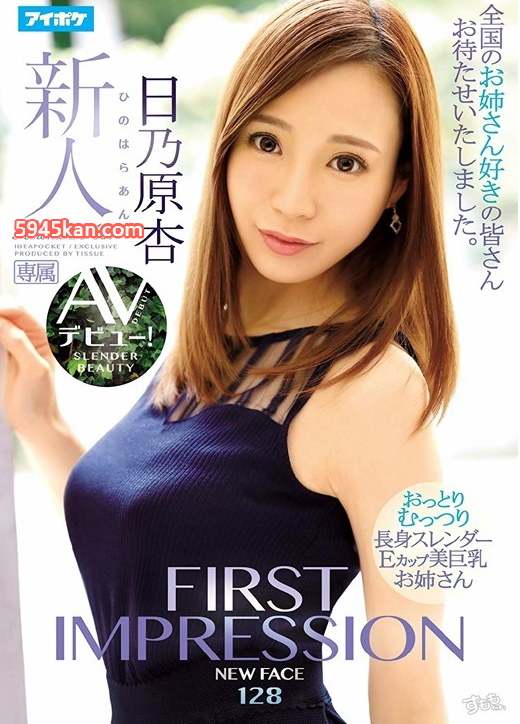 アイポケ
新人
日乃原杏
ひのはらあん
5945kan.com
IDEAPOCKET / EXCLUSIVE
PRODUCED BY TISSUE
専属
AV
DEBUT
デビュー!
SLENDER
BEAUTY
全国のお姉さん好きの皆さん
お待たせいたしました。
おっとり
むっつり
長身スレンダー
Eカップ美巨乳
お姉さん
FIRST
IMPRESSION
NEW FACE
128